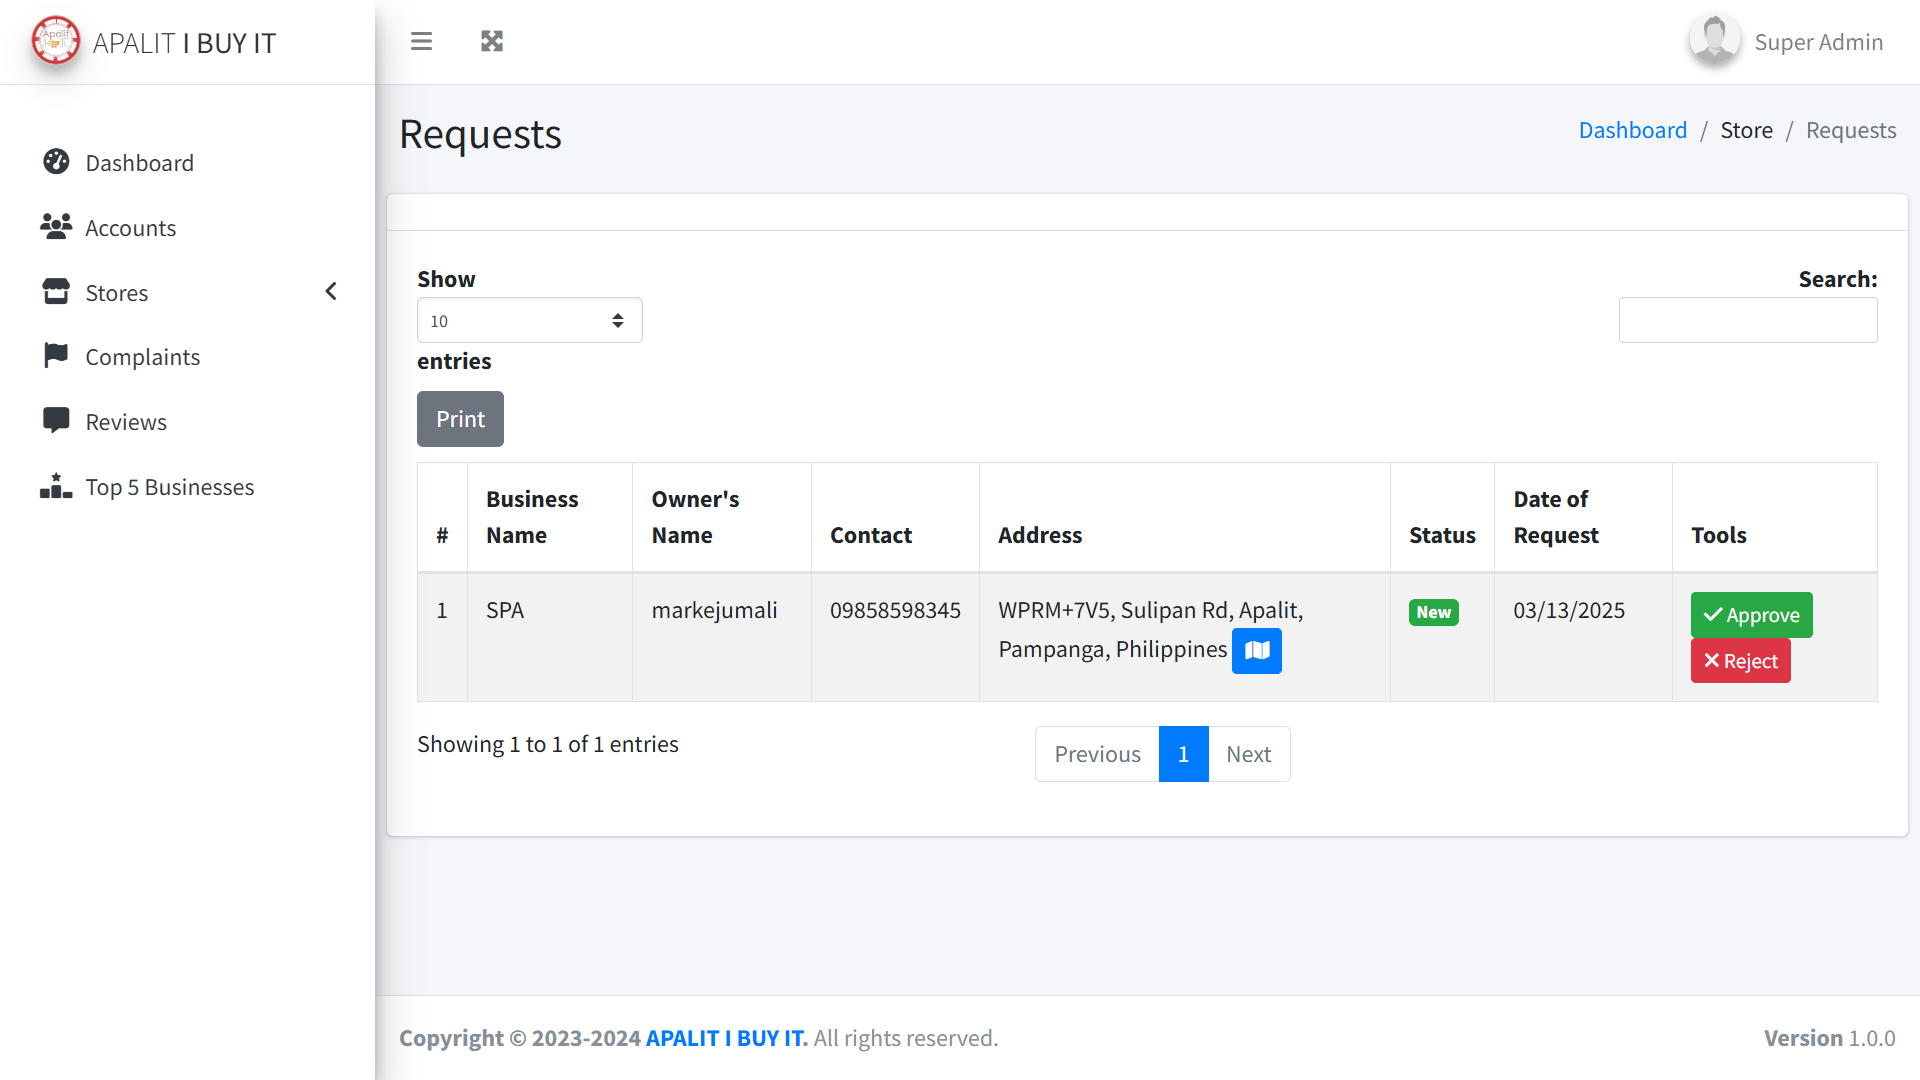 APALIT I BUY IT
Super Admin
Dashboard
Accounts
Stores
Complaints
Reviews
Top 5 Businesses
Requests
Dashboard / Store / Requests
Show
10
entries
Search:
Print
#
Business
Name
Owner's
Name
Contact
Address
Status
Date of
Request
Tools
1
SPA
markejumali
09858598345
WPRM+7V5, Sulipan Rd, Apalit,
Pampanga, Philippines
New
03/13/2025
Approve
Reject
Showing 1 to 1 of 1 entries
Previous
1
Next
Copyright © 2023-2024 APALIT I BUY IT. All rights reserved.
Version 1.0.0